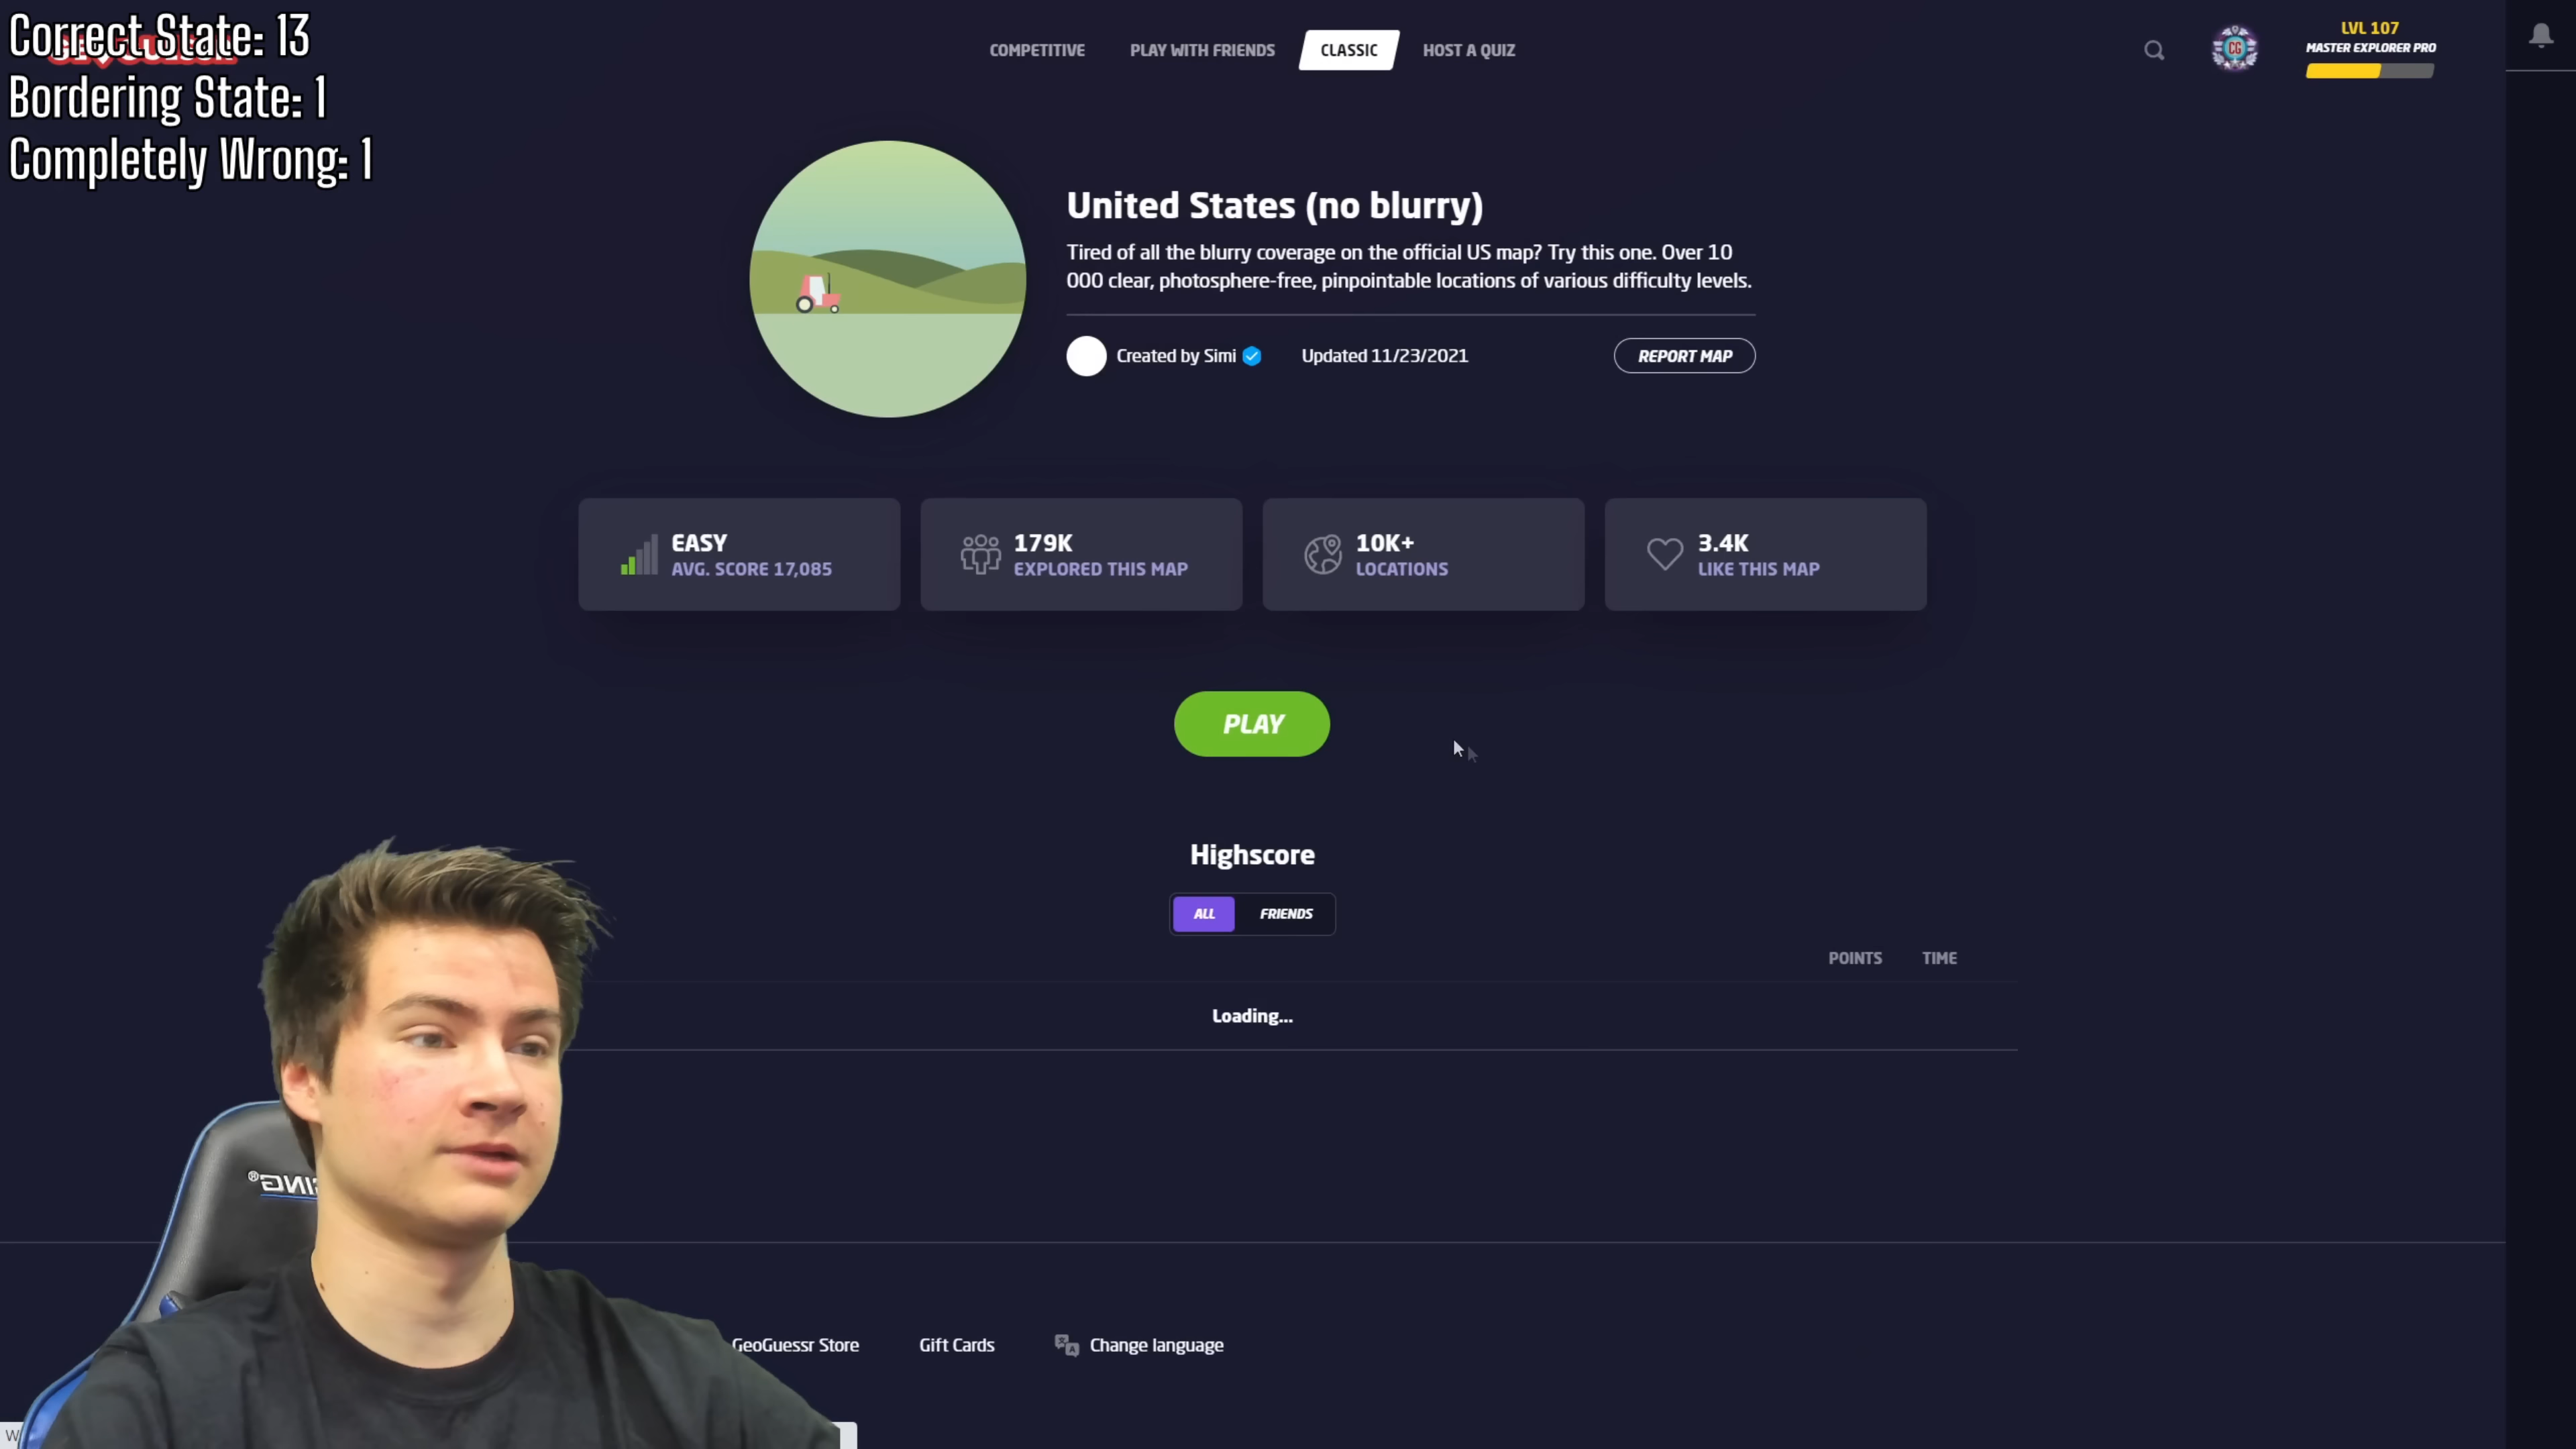 Correct State: 13
Bordering State: 1
Completely Wrong: 1
COMPETITIVE
PLAY WITH FRIENDS
CLASSIC
HOST A QUIZ
CG
LVL 107
MASTER EXPLORER PRO
United States (no blurry)
Tired of all the blurry coverage on the official US map? Try this one. Over 10
000 clear, photosphere-free, pinpointable locations of various difficulty levels.
Created by Simi
Updated 11/23/2021
REPORT MAP
EASY
AVG. SCORE 17,085
179K
EXPLORED THIS MAP
10K+
LOCATIONS
3.4K
LIKE THIS MAP
PLAY
Highscore
ALL
FRIENDS
POINTS
TIME
Loading...
GeoGuessr Store
Gift Cards
Change language